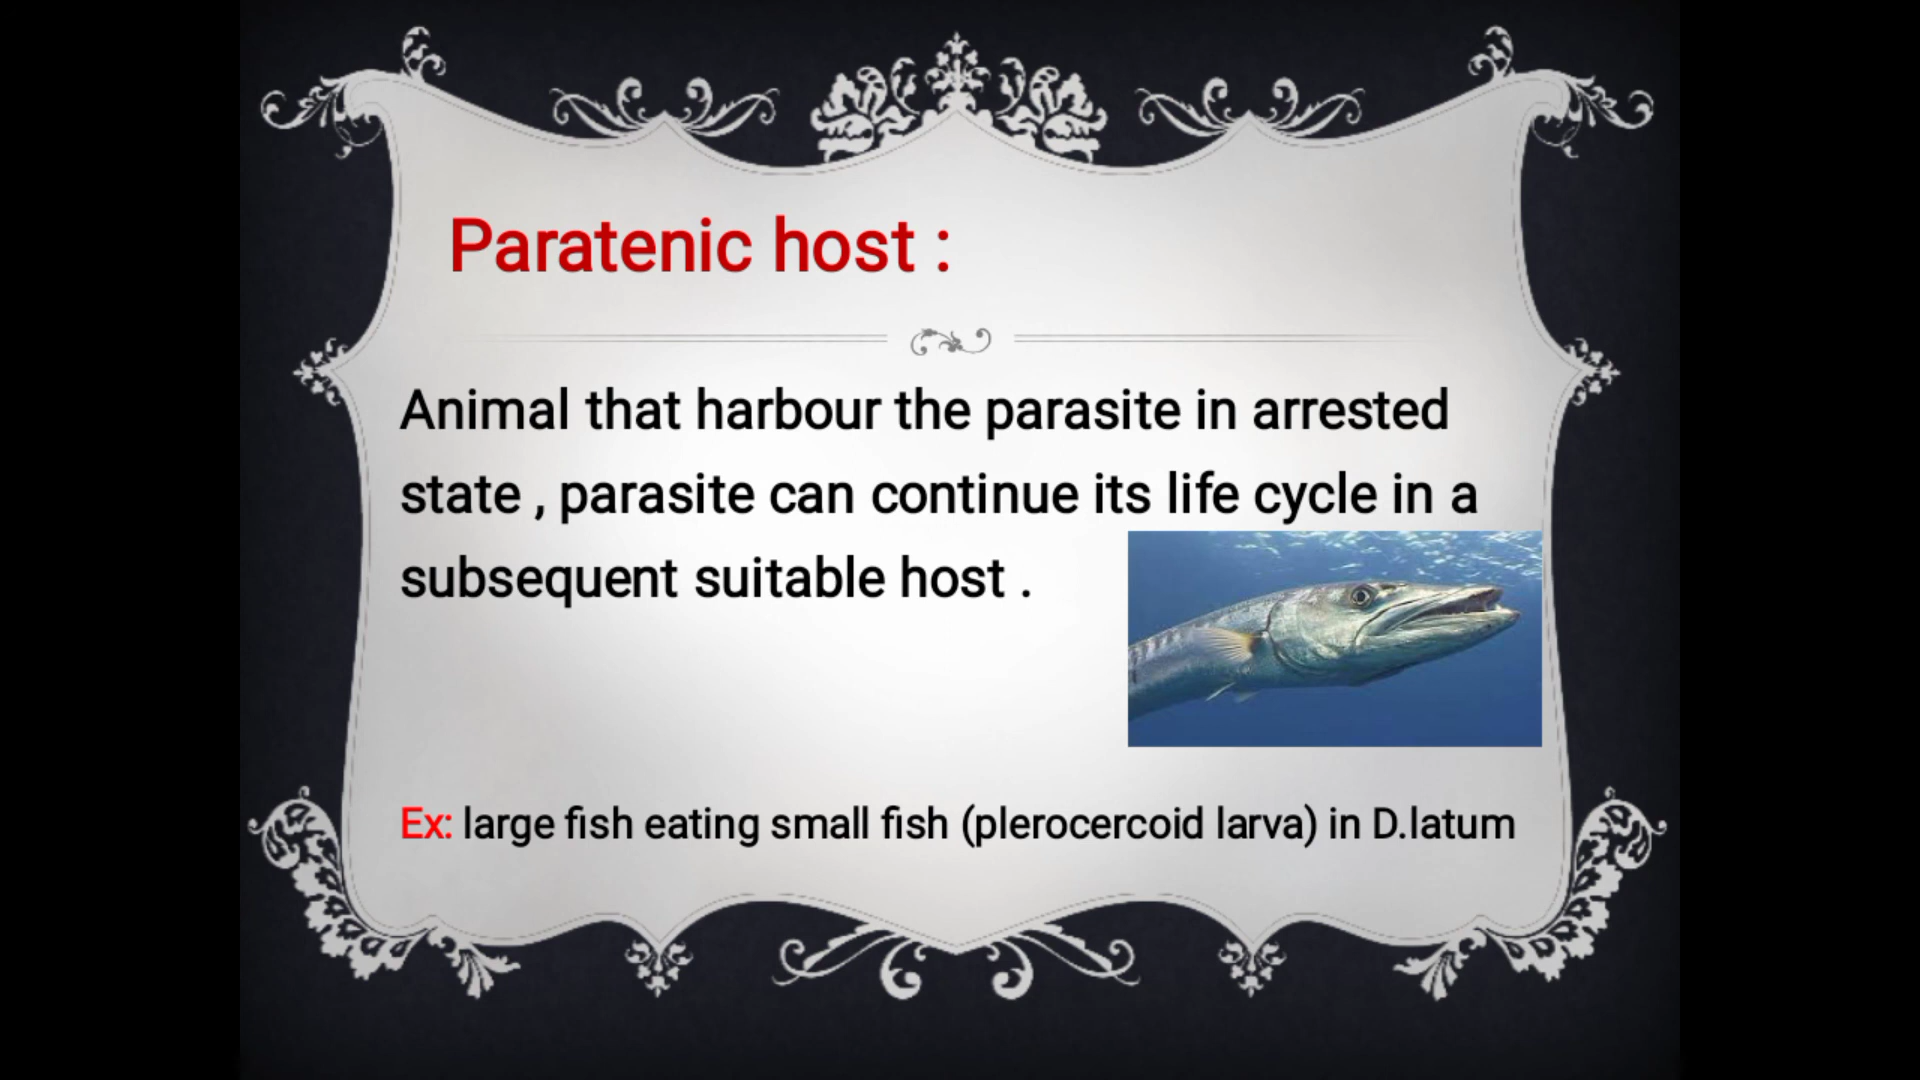 Paratenic host :
Animal that harbour the parasite in arrested
state , parasite can continue its life cycle in a
subsequent suitable host .
Ex: large fish eating small fish (plerocercoid larva) in D.latum